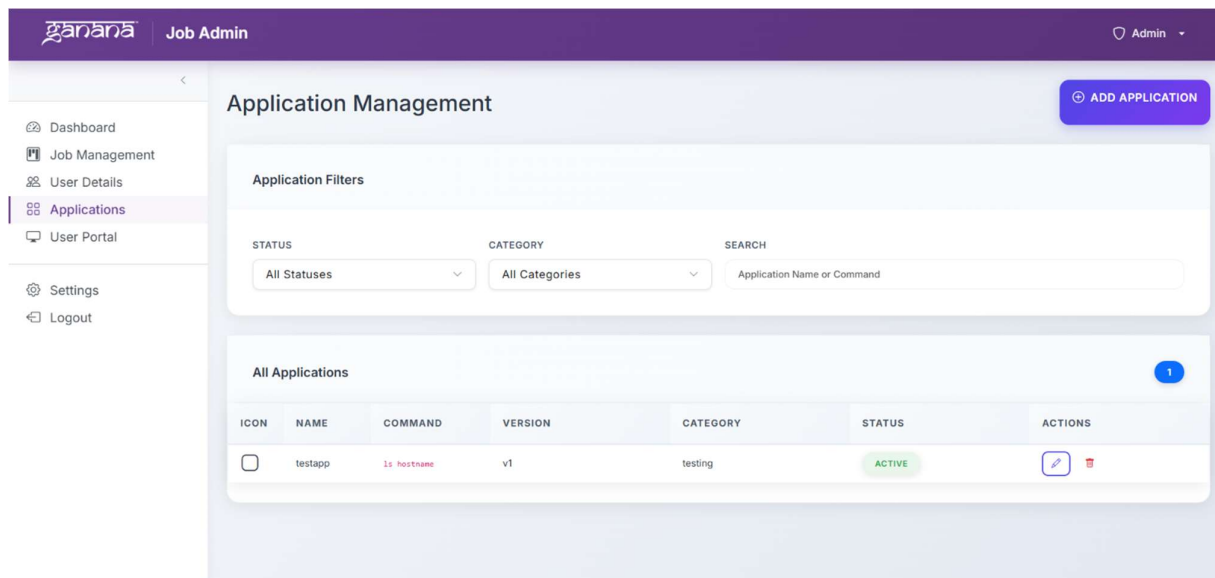 ganana Job Admin
Admin
Dashboard
Job Management
User Details
Applications
User Portal
Settings
Logout
Application Management
ADD APPLICATION
Application Filters
STATUS CATEGORY SEARCH
All Statuses All Categories Application Name or Command
All Applications 1
ICON NAME COMMAND VERSION CATEGORY STATUS ACTIONS
testapp ls hostname v1 testing ACTIVE